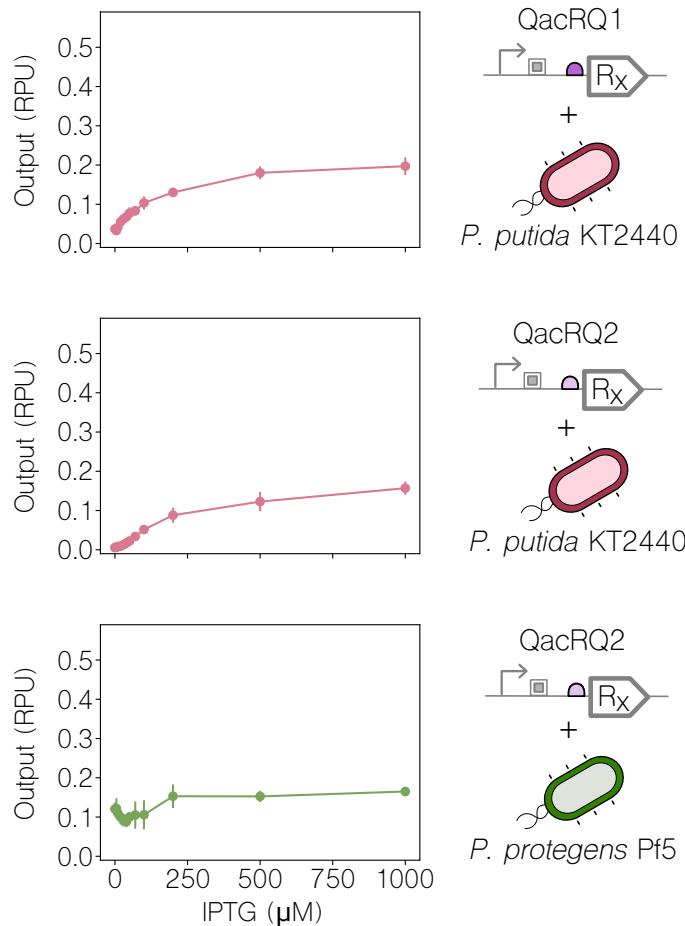 QacRQ1
Output (RPU)
0.5
0.4
0.3
0.2
0.1
0.0
RX
+
P. putida KT2440
QacRQ2
Output (RPU)
0.5
0.4
0.3
0.2
0.1
0.0
RX
+
P. putida KT2440
QacRQ2
Output (RPU)
0.5
0.4
0.3
0.2
0.1
0.0
RX
+
P. protegens Pf5
0 250 500 750 1000
IPTG (μM)